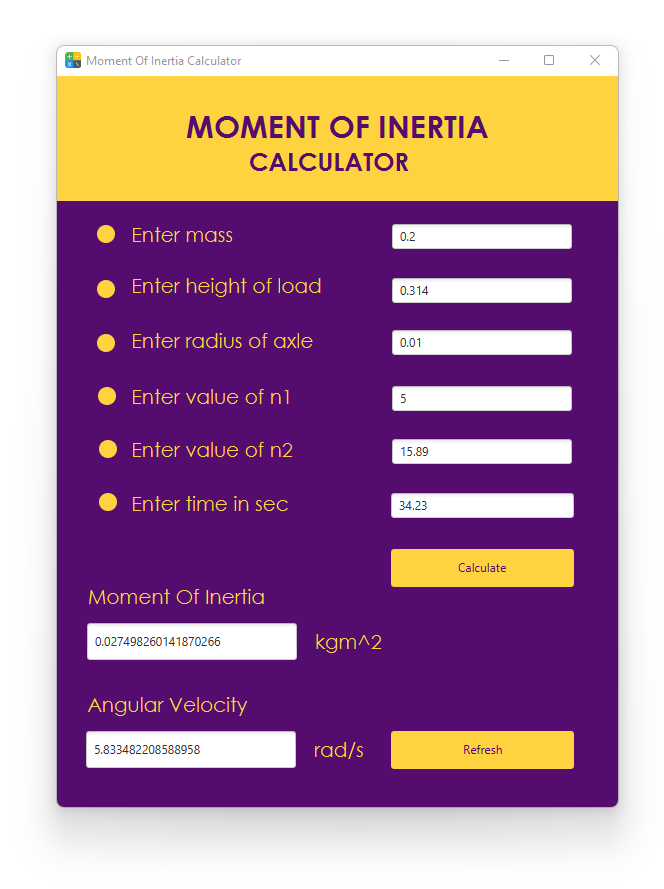 Moment Of Inertia Calculator
MOMENT OF INERTIA
CALCULATOR
Enter mass
0.2
Enter height of load
0.314
Enter radius of axle
0.01
Enter value of n1
5
Enter value of n2
15.89
Enter time in sec
34.23
Calculate
Moment Of Inertia
0.027498260141870266
kgm^2
Angular Velocity
5.833482208588958
rad/s
Refresh